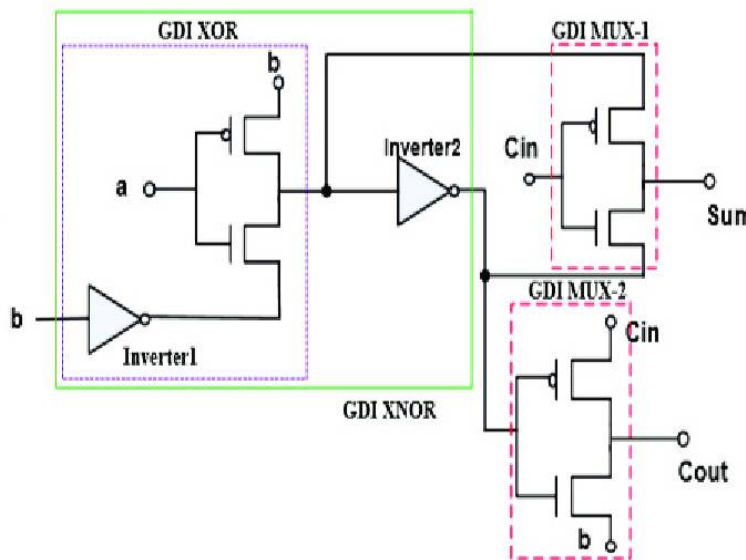 GDI XOR
GDI MUX-1
b
Inverter2
Cin
a
Sum
GDI MUX-2
b
Cin
Inverter1
GDI XNOR
Cout
b